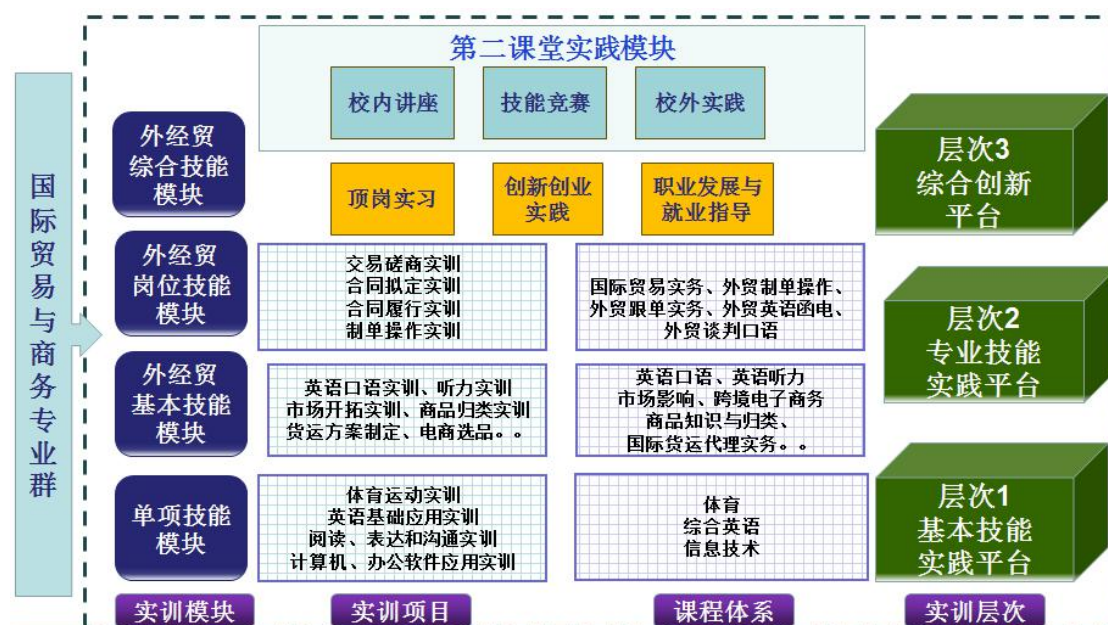 国际贸易与商务专业群
第二课堂实践模块
校内讲座
技能竞赛
校外实践
外经贸
综合技能
模块
顶岗实习
创新创业
实践
职业发展与
就业指导
层次3
综合创新
平台
外经贸
岗位技能
模块
交易磋商实训
合同拟定实训
合同履行实训
制单操作实训
国际贸易实务、外贸制单操作、
外贸跟单实务、外贸英语函电、
外贸谈判口语
层次2
专业技能
实践平台
外经贸
基本技能
模块
英语口语实训、听力实训
市场开拓实训、商品归类实训
货运方案制定、电商选品。。
英语口语、英语听力
市场影响、跨境电子商务
商品知识与归类、
国际货运代理实务。。
单项技能
模块
体育运动实训
英语基础应用实训
阅读、表达和沟通实训
计算机、办公软件应用实训
体育
综合英语
信息技术
层次1
基本技能
实践平台
实训模块
实训项目
课程体系
实训层次